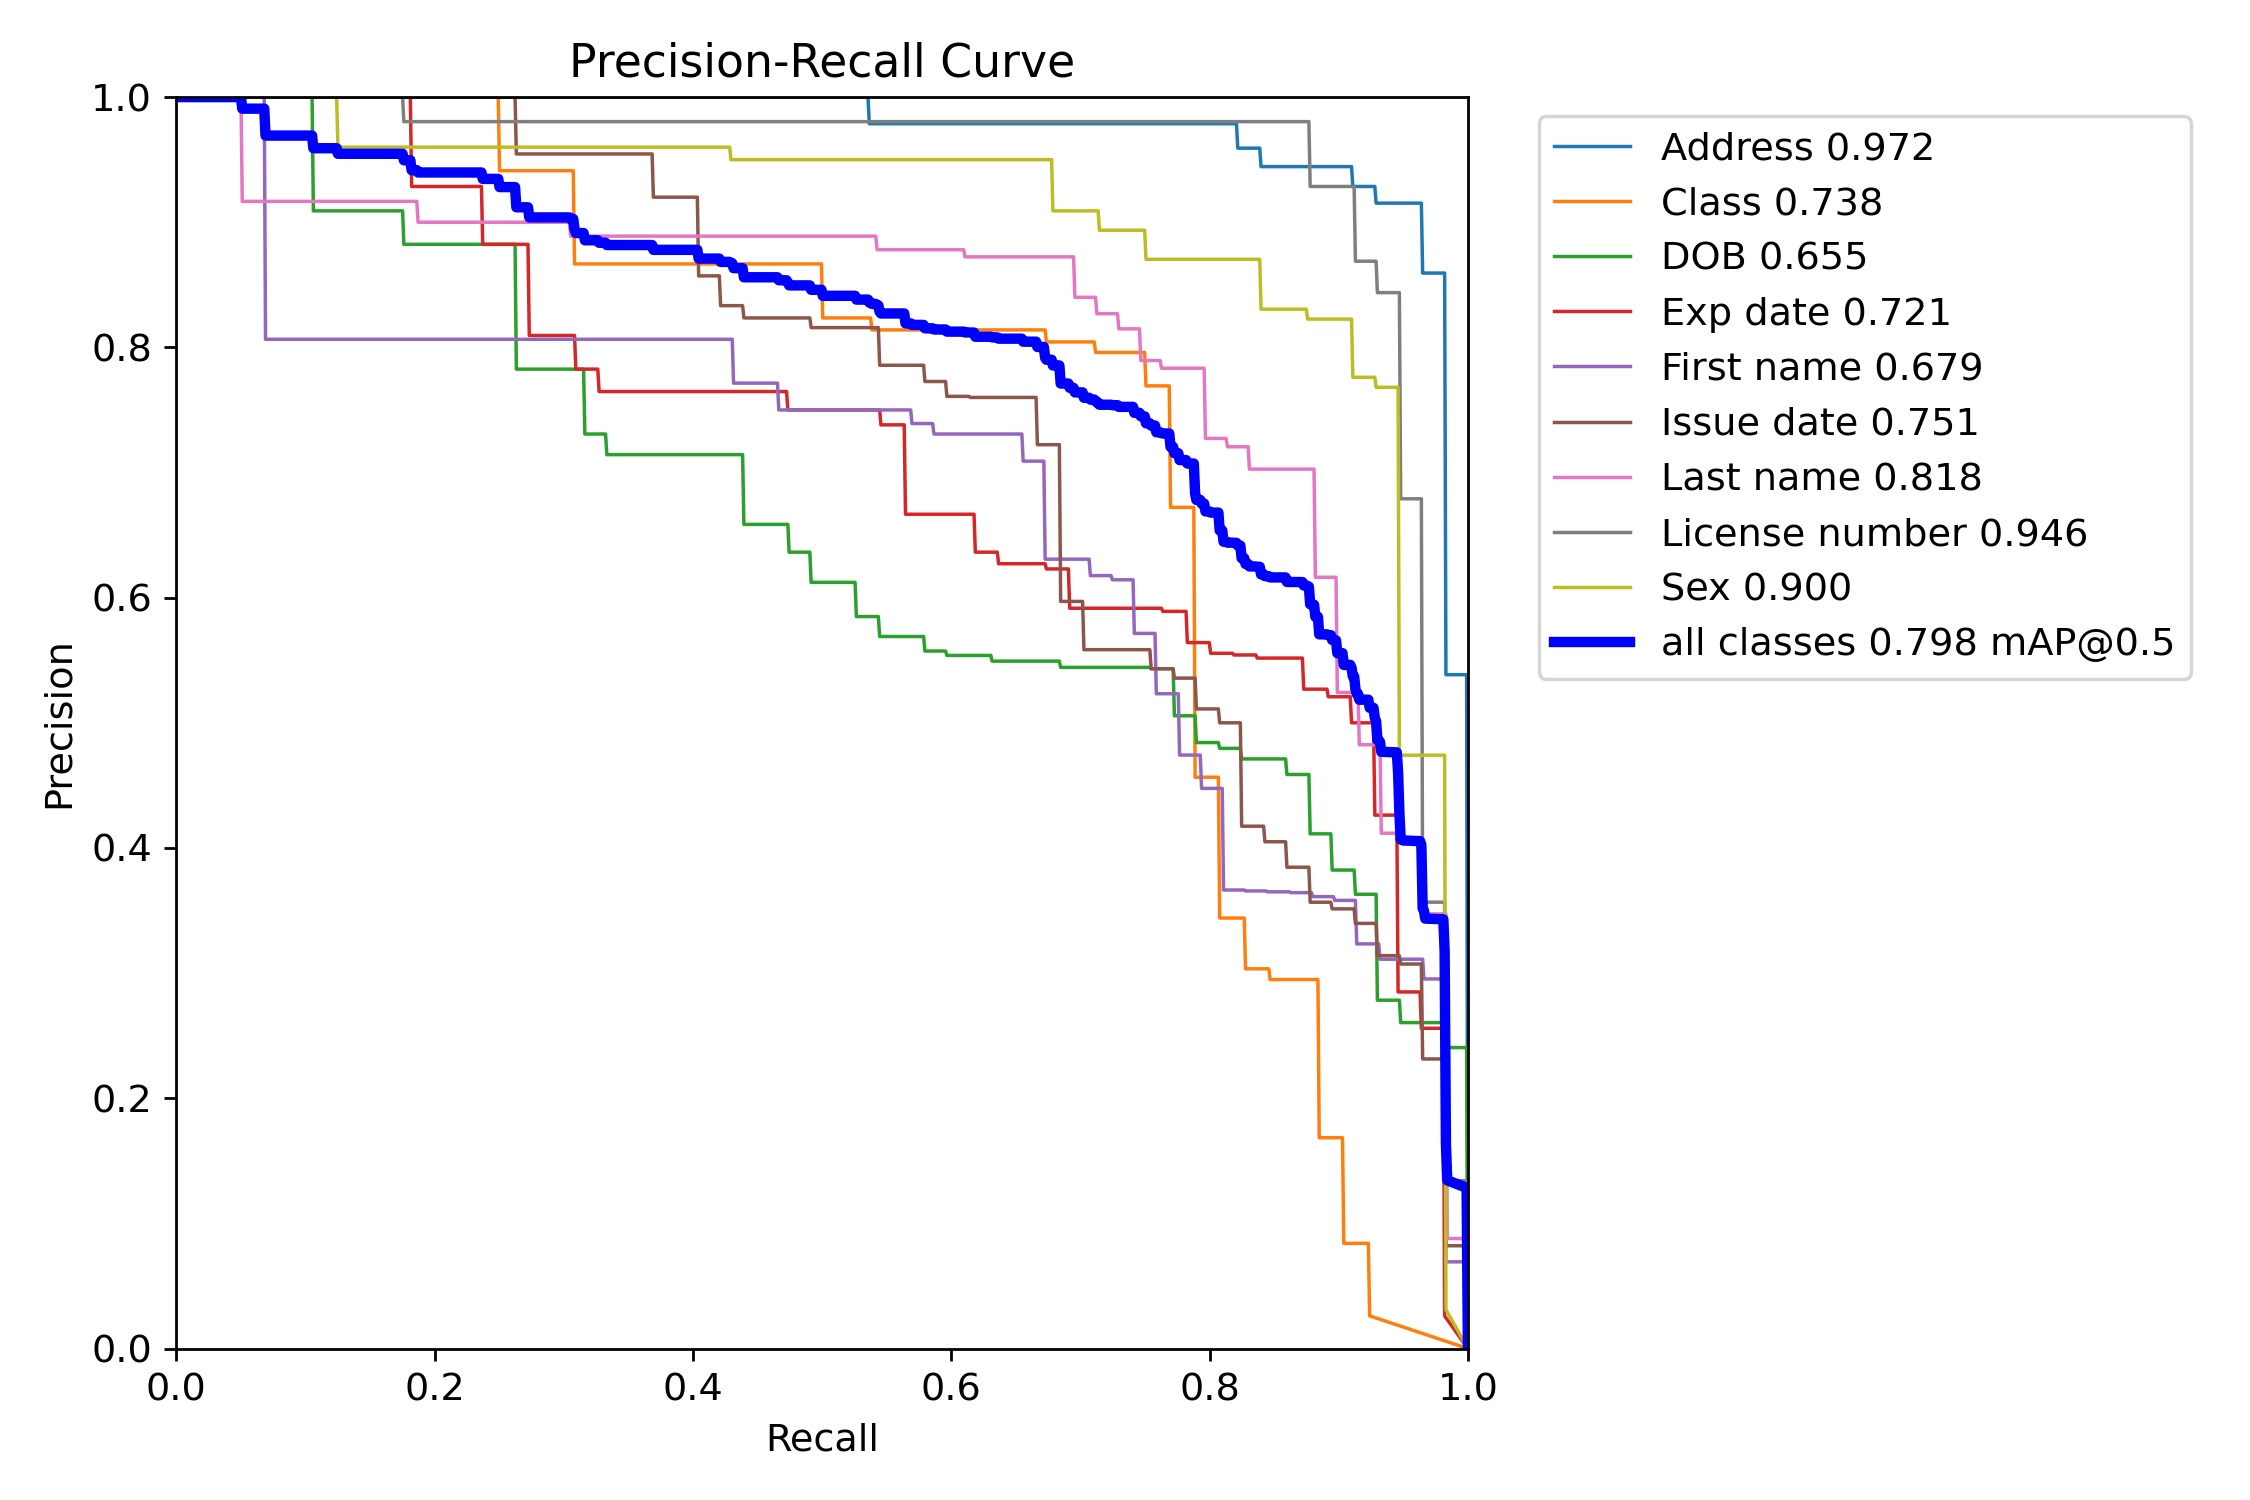 Precision-Recall Curve
1.0
0.8
0.6
0.4
0.2
0.0
Precision
0.0 0.2 0.4 0.6 0.8 1.0
Recall
Address 0.972
Class 0.738
DOB 0.655
Exp date 0.721
First name 0.679
Issue date 0.751
Last name 0.818
License number 0.946
Sex 0.900
all classes 0.798 mAP@0.5